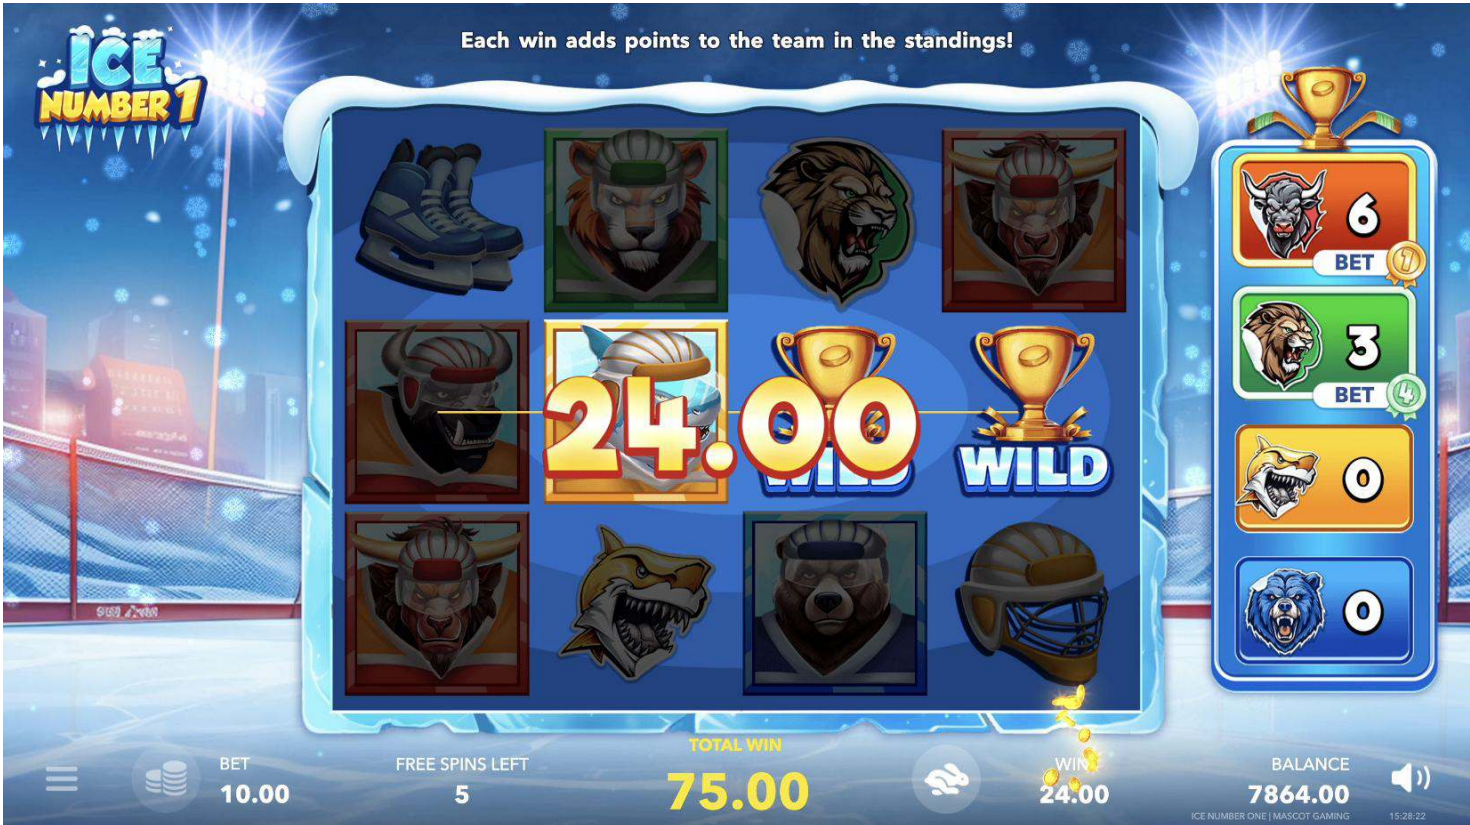 ICE
NUMBER 1
Each win adds points to the team in the standings!
6
BET 1
3
BET 4
24.00
WILD
WILD
0
0
BET
10.00
FREE SPINS LEFT
5
TOTAL WIN
75.00
WIN
24.00
BALANCE
7864.00
ICE NUMBER ONE | MASCOT GAMING
15:28:22